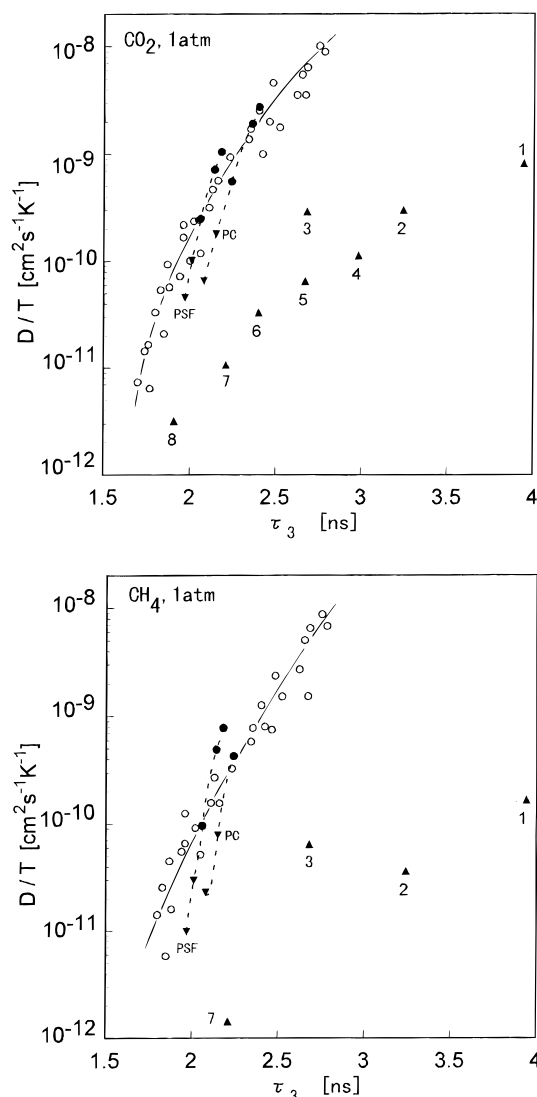 CO2, 1atm
D/T [cm²s⁻¹K⁻¹]
10⁻⁸
10⁻⁹
10⁻¹⁰
10⁻¹¹
10⁻¹²
1
2
3
PC
4
5
PSF
6
7
8
1.5 2 2.5 3 3.5 4
τ3 [ns]
CH4, 1atm
D/T [cm²s⁻¹K⁻¹]
10⁻⁸
10⁻⁹
10⁻¹⁰
10⁻¹¹
10⁻¹²
1
PC
3
2
PSF
7
1.5 2 2.5 3 3.5 4
τ3 [ns]